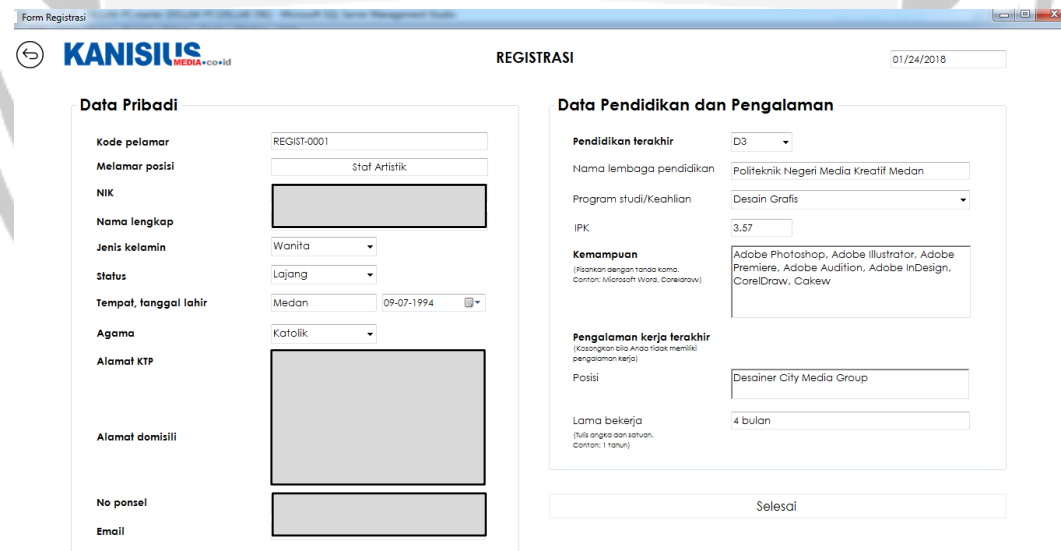 Form Registrasi
KANISIUS
MEDIA.co.id
REGISTRASI
01/24/2018
Data Pribadi
Kode pelamar
REGIST-0001
Melamar posisi
Staf Artistik
NIK
Nama lengkap
Jenis kelamin
Wanita
Status
Lajang
Tempat, tanggal lahir
Medan
09-07-1994
Agama
Katolik
Alamat KTP
Alamat domisili
No ponsel
Email
Data Pendidikan dan Pengalaman
Pendidikan terakhir
D3
Nama lembaga pendidikan
Politeknik Negeri Media Kreatif Medan
Program studi/Keahlian
Desain Grafis
IPK
3.57
Kemampuan
(Pisahkan dengan tanda koma.
Contoh: Microsoft Word, Coreldraw)
Adobe Photoshop, Adobe Illustrator, Adobe
Premiere, Adobe Audition, Adobe InDesign,
CorelDraw, Cakew
Pengalaman kerja terakhir
(Kosongkan bila Anda tidak memiliki
pengalaman kerja)
Posisi
Desainer City Media Group
Lama bekerja
4 bulan
(tulis angka dan satuan.
Contoh: 1 tahun)
Selesai